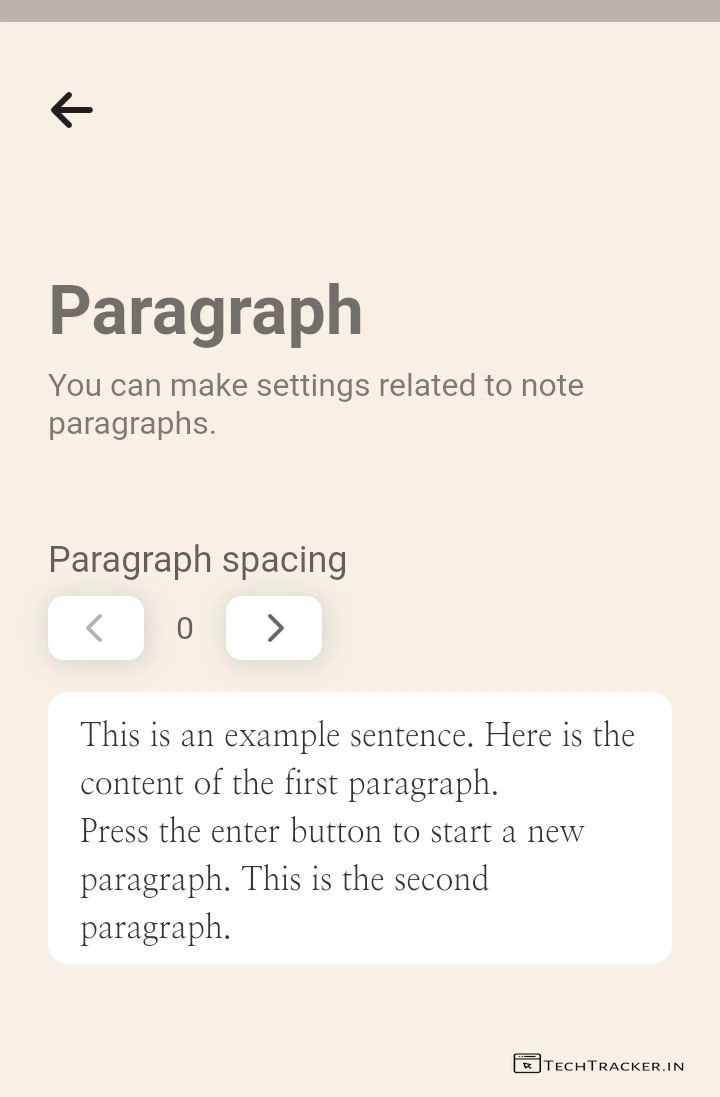 Paragraph
You can make settings related to note
paragraphs.
Paragraph spacing
0
This is an example sentence. Here is the
content of the first paragraph.
Press the enter button to start a new
paragraph. This is the second
paragraph.
TECHTRACKER.IN